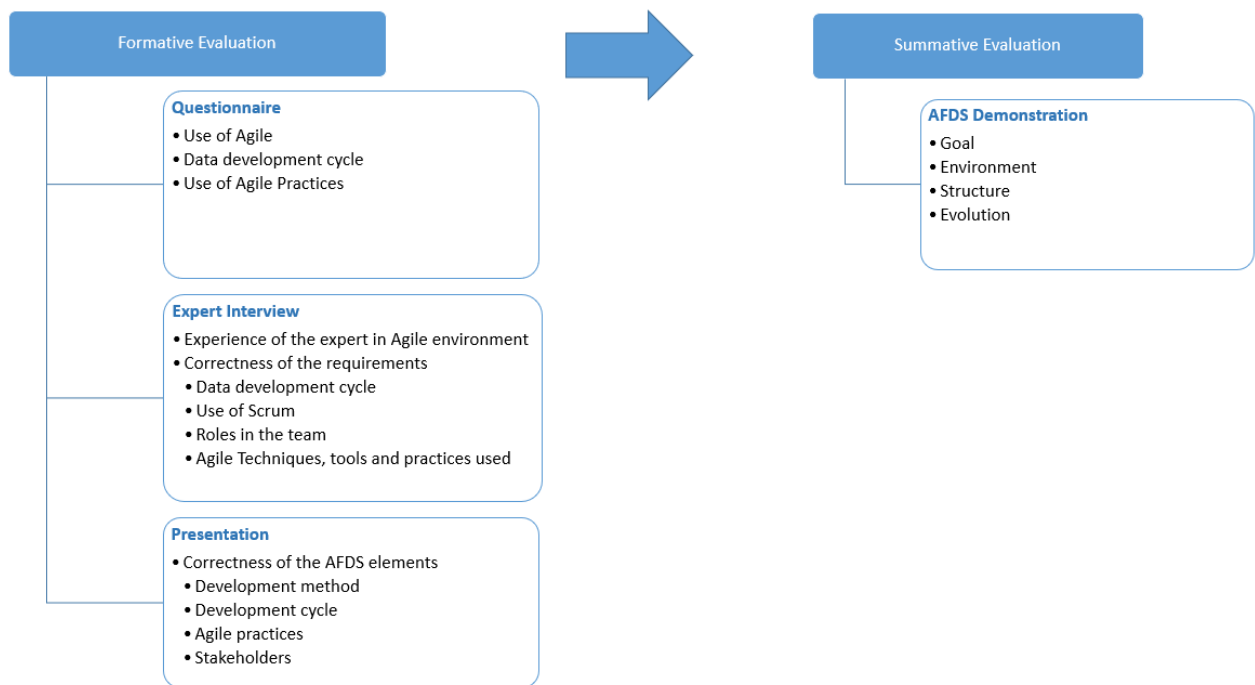 Formative Evaluation
Questionnaire
• Use of Agile
• Data development cycle
• Use of Agile Practices
Expert Interview
• Experience of the expert in Agile environment
• Correctness of the requirements
• Data development cycle
• Use of Scrum
• Roles in the team
• Agile Techniques, tools and practices used
Presentation
• Correctness of the AFDS elements
• Development method
• Development cycle
• Agile practices
• Stakeholders
Summative Evaluation
AFDS Demonstration
• Goal
• Environment
• Structure
• Evolution